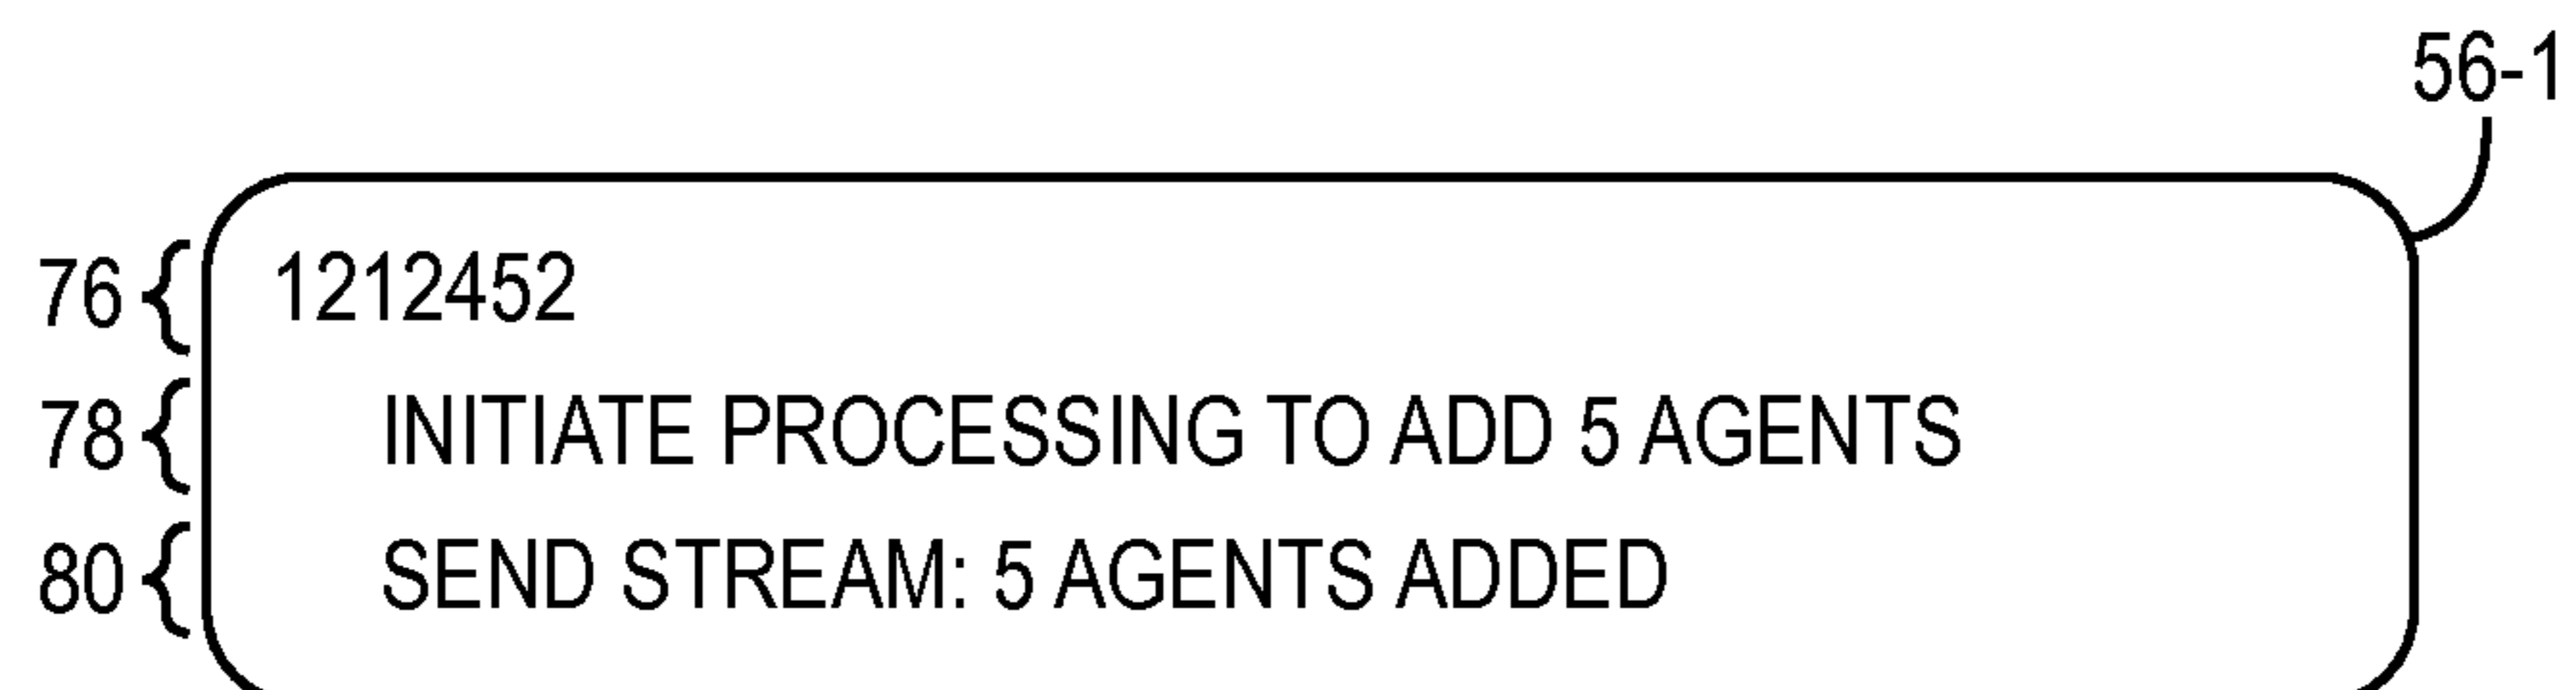 56-1
76 1212452
78 INITIATE PROCESSING TO ADD 5 AGENTS
80 SEND STREAM: 5 AGENTS ADDED